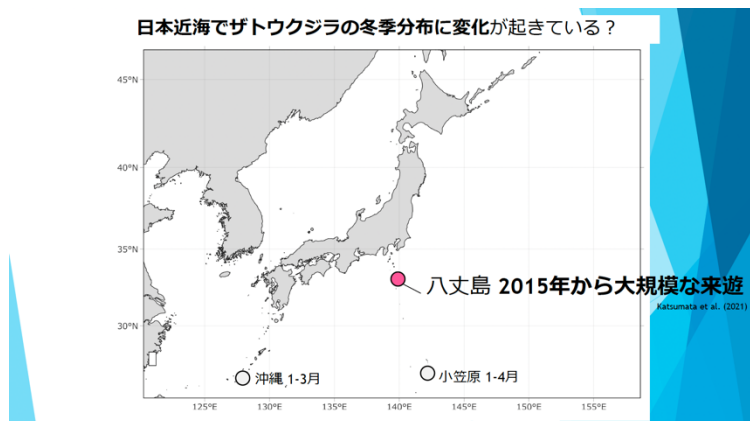 日本近海でザトウクジラの冬季分布に変化が起きている？
45°N
40°N
35°N
八丈島 2015年から大規模な来遊
Katsumata et al. (2021)
30°N
沖縄 1-3月
小笠原 1-4月
125°E 130°E 135°E 140°E 145°E 150°E 155°E